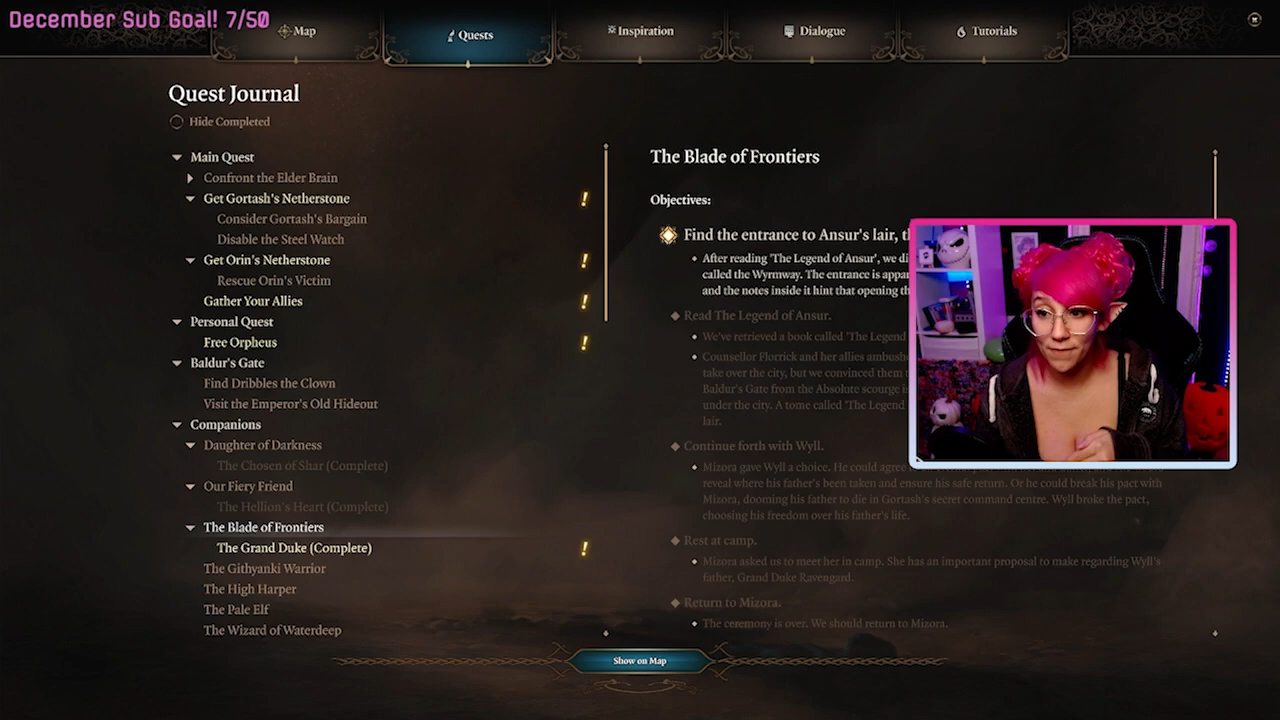 December Sub Goal! 7/50
Map
Quests
Inspiration
Dialogue
Tutorials
Quest Journal
Hide Completed
Main Quest
Confront the Elder Brain
Get Gortash's Netherstone
Consider Gortash's Bargain
Disable the Steel Watch
Get Orin's Netherstone
Rescue Orin's Victim
Gather Your Allies
Personal Quest
Free Orpheus
Baldur's Gate
Find Dribbles the Clown
Visit the Emperor's Old Hideout
Companions
Daughter of Darkness
The Chosen of Shar (Complete)
Our Fiery Friend
The Hellion's Heart (Complete)
The Blade of Frontiers
The Grand Duke (Complete)
The Githyanki Warrior
The High Harper
The Pale Elf
The Wizard of Waterdeep
The Blade of Frontiers
Objectives:
Find the entrance to Ansur's lair, th
After reading 'The Legend of Ansur', we di
called the Wyrmway. The entrance is appar
and the notes inside it hint that opening th
Read The Legend of Ansur.
We've retrieved a book called 'The Legend
Counsellor Florrick and her allies ambushe
take over the city, but we convinced them t
Baldur's Gate from the Absolute scourge is
under the city. A tome called 'The Legend
lair.
Continue forth with Wyll.
Mizora gave Wyll a choice. He could agree
reveal where his father's been taken and ensure his safe return. Or he could break his pact with
Mizora, dooming his father to die in Gortash's secret command centre. Wyll broke the pact,
choosing his freedom over his father's life.
Rest at camp.
Mizora asked us to meet her in camp. She has an important proposal to make regarding Wyll's
father, Grand Duke Ravengard.
Return to Mizora.
The ceremony is over. We should return to Mizora.
Show on Map